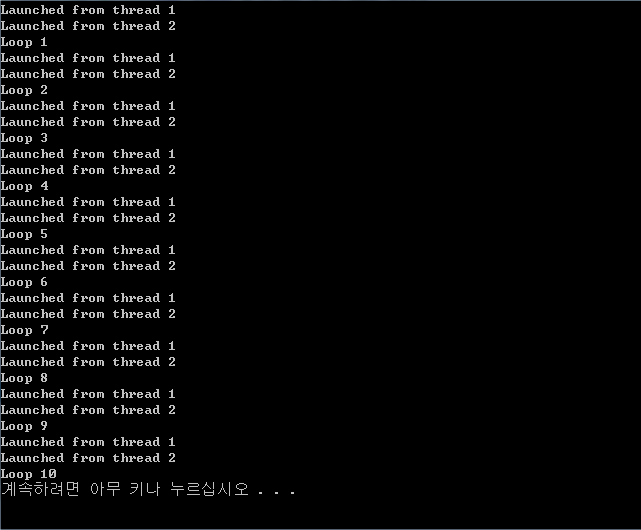 Launched from thread 1
Launched from thread 2
Loop 1
Launched from thread 1
Launched from thread 2
Loop 2
Launched from thread 1
Launched from thread 2
Loop 3
Launched from thread 1
Launched from thread 2
Loop 4
Launched from thread 1
Launched from thread 2
Loop 5
Launched from thread 1
Launched from thread 2
Loop 6
Launched from thread 1
Launched from thread 2
Loop 7
Launched from thread 1
Launched from thread 2
Loop 8
Launched from thread 1
Launched from thread 2
Loop 9
Launched from thread 1
Launched from thread 2
Loop 10
계속하려면 아무 키나 누르십시오 . . .